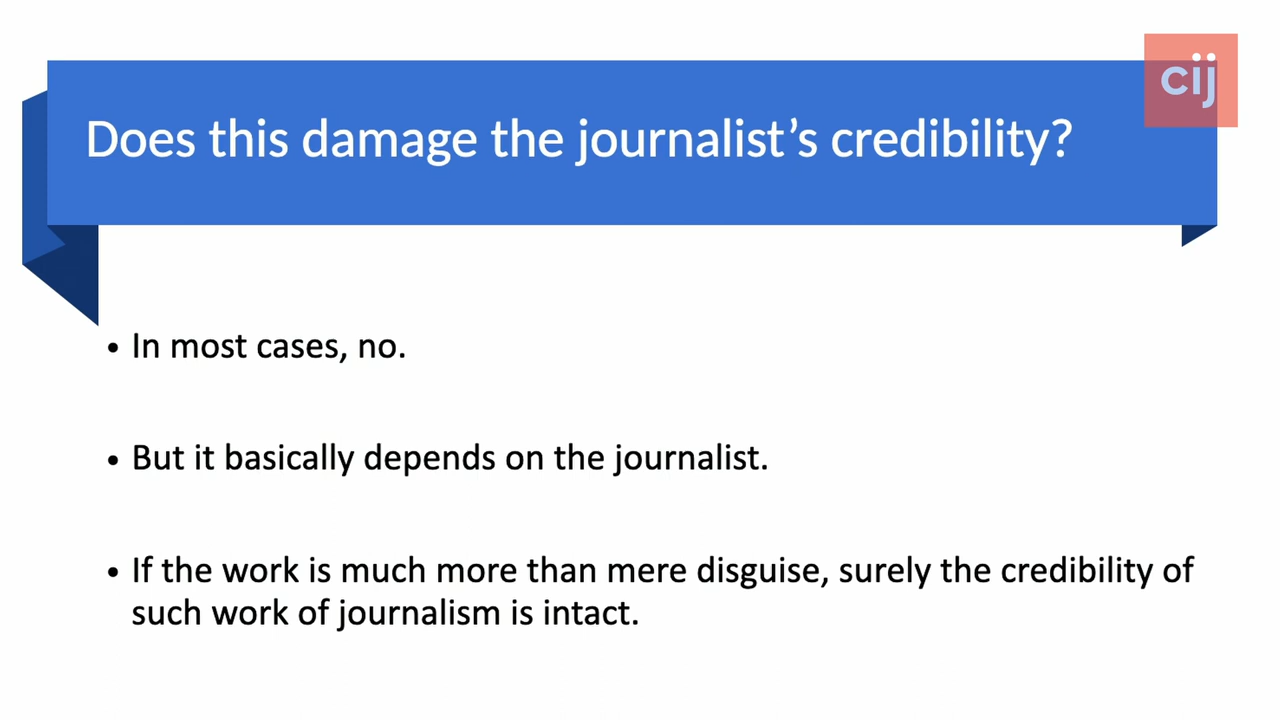 cij
Does this damage the journalist’s credibility?
• In most cases, no.
• But it basically depends on the journalist.
• If the work is much more than mere disguise, surely the credibility of
such work of journalism is intact.